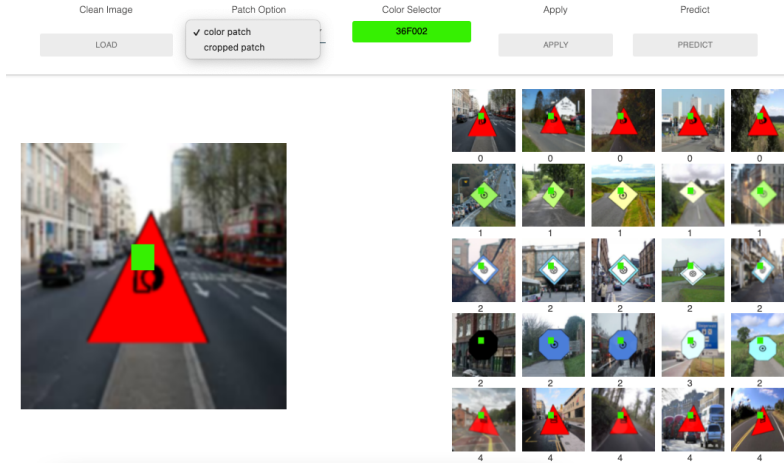 Clean Image Patch Option Color Selector Apply Predict
LOAD ✓ color patch 36F002 APPLY PREDICT
cropped patch
0 0 0 0 0
1 1 1 1 1
2 2 2 2 2
2 2 2 3 2
4 4 4 4 4